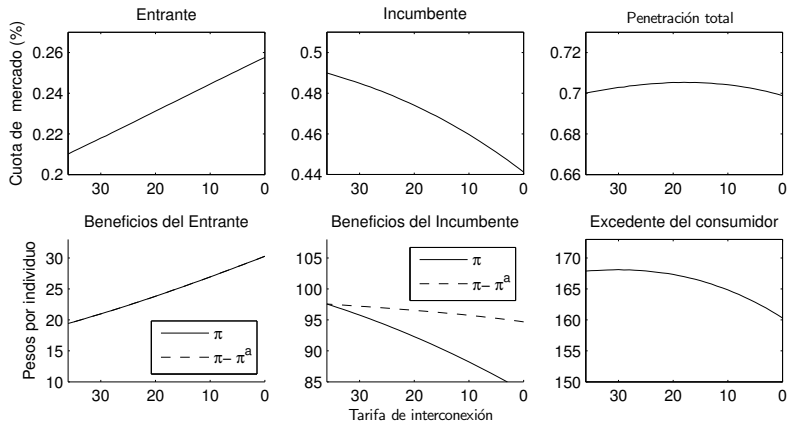 Entrante
Incumbente
Penetración total
Cuota de mercado (%)
0.26
0.24
0.22
0.2
30 20 10 0
0.5
0.48
0.46
0.44
30 20 10 0
0.72
0.7
0.68
0.66
30 20 10 0
Beneficios del Entrante
Beneficios del Incumbente
Excedente del consumidor
Pesos por individuo
30
25
20
15
10
π
π− πª
30 20 10 0
105
100
95
90
85
π
π− πª
30 20 10 0
170
165
160
155
150
30 20 10 0
Tarifa de interconexión